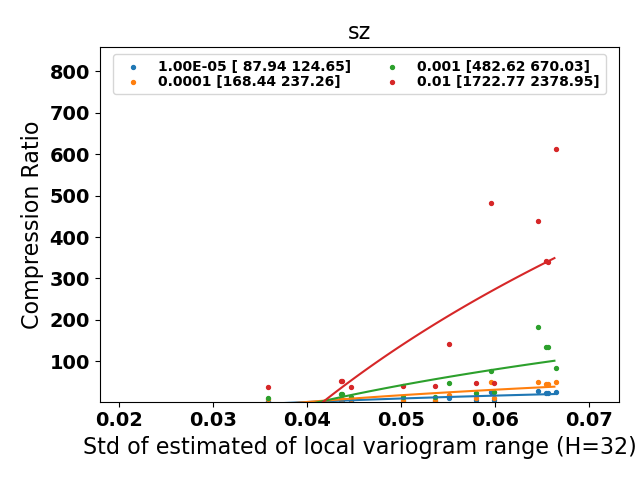 sz
1.00E-05 [ 87.94 124.65]
0.0001 [168.44 237.26]
0.001 [482.62 670.03]
0.01 [1722.77 2378.95]
Compression Ratio
800
700
600
500
400
300
200
100
0.02 0.03 0.04 0.05 0.06 0.07
Std of estimated of local variogram range (H=32)